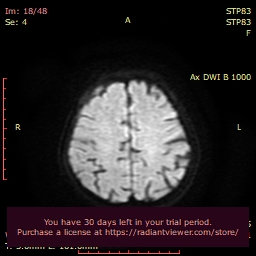 Im: 18/48
Se: 4
A
STP83
STP83
F
Ax DWI B 1000
R
L
You have 30 days left in your trial period.
Purchase a license at https://radiantviewer.com/store/